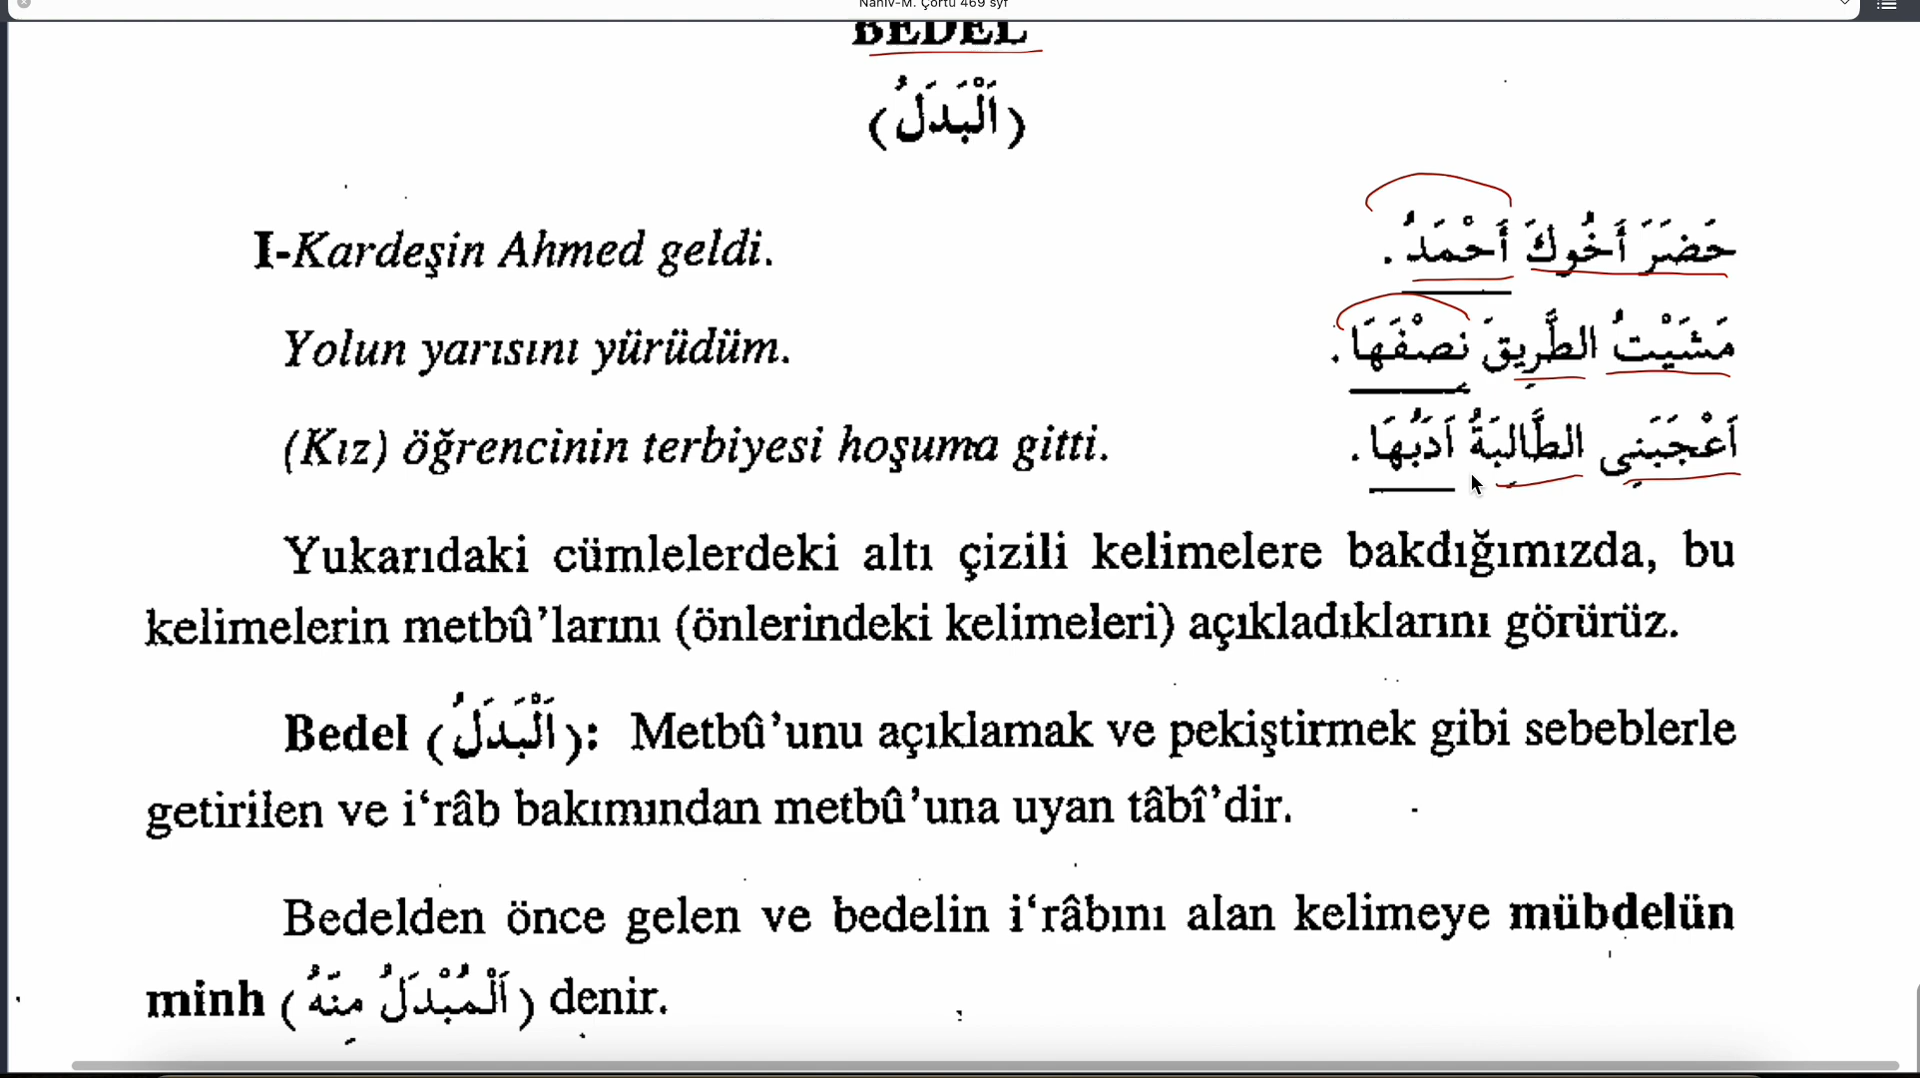 Nahiv-M. Çörtü 469 syf
BEDEL
(اَلْبَدَلُ)
I-Kardeşin Ahmed geldi. حَضَرَ أَخُوكَ أَحْمَدُ .
Yolun yarısını yürüdüm. مَشَيْتُ الطَّرِيقَ نِصْفَهَا .
(Kız) öğrencinin terbiyesi hoşuma gitti. اَعْجَبَنِى الطَّالِبَةُ اَدَبُهَا .
Yukarıdaki cümlelerdeki altı çizili kelimelere bakdığımızda, bu
kelimelerin metbû’larını (önlerindeki kelimeleri) açıkladıklarını görürüz.
Bedel (اَلْبَدَلُ): Metbû’unu açıklamak ve pekiştirmek gibi sebeblerle
getirilen ve i‘râb bakımından metbû’una uyan tâbî’dir.
Bedelden önce gelen ve bedelin i‘râbını alan kelimeye mübdelün
minh (اَلْمُبْدَلُ مِنْهُ) denir.